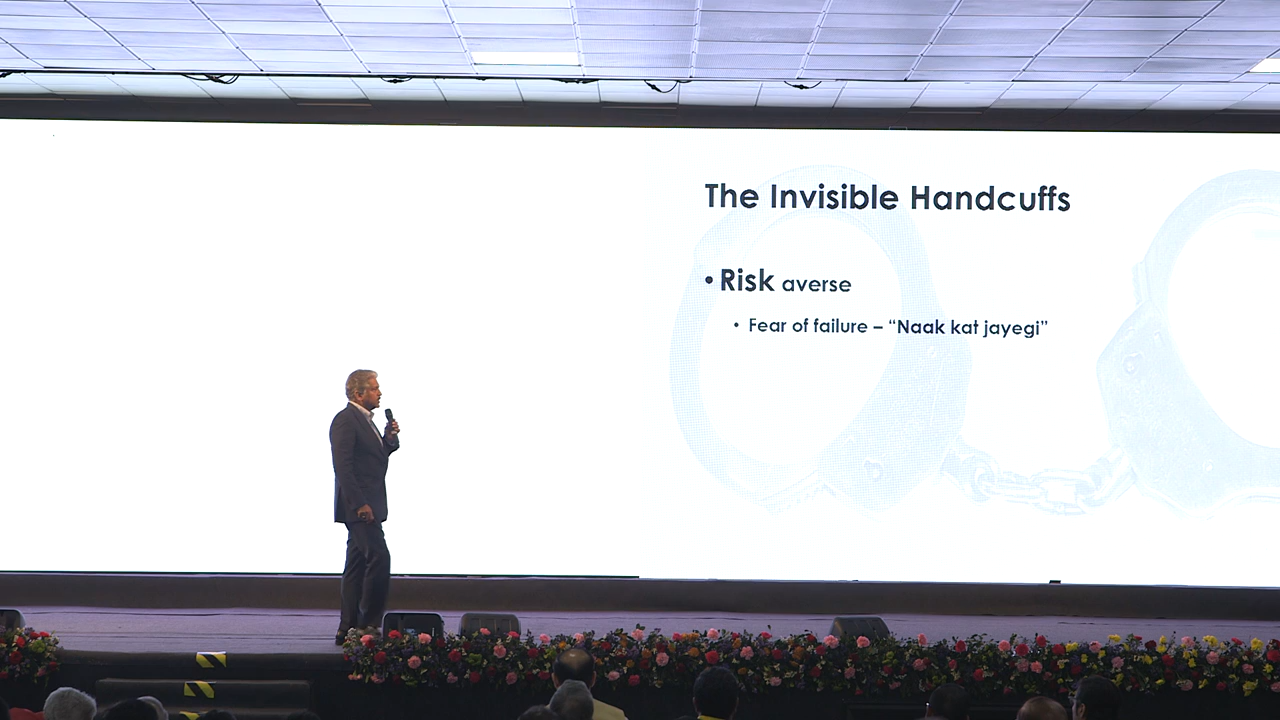 The Invisible Handcuffs
• Risk averse
• Fear of failure – “Naak kat jayegi”